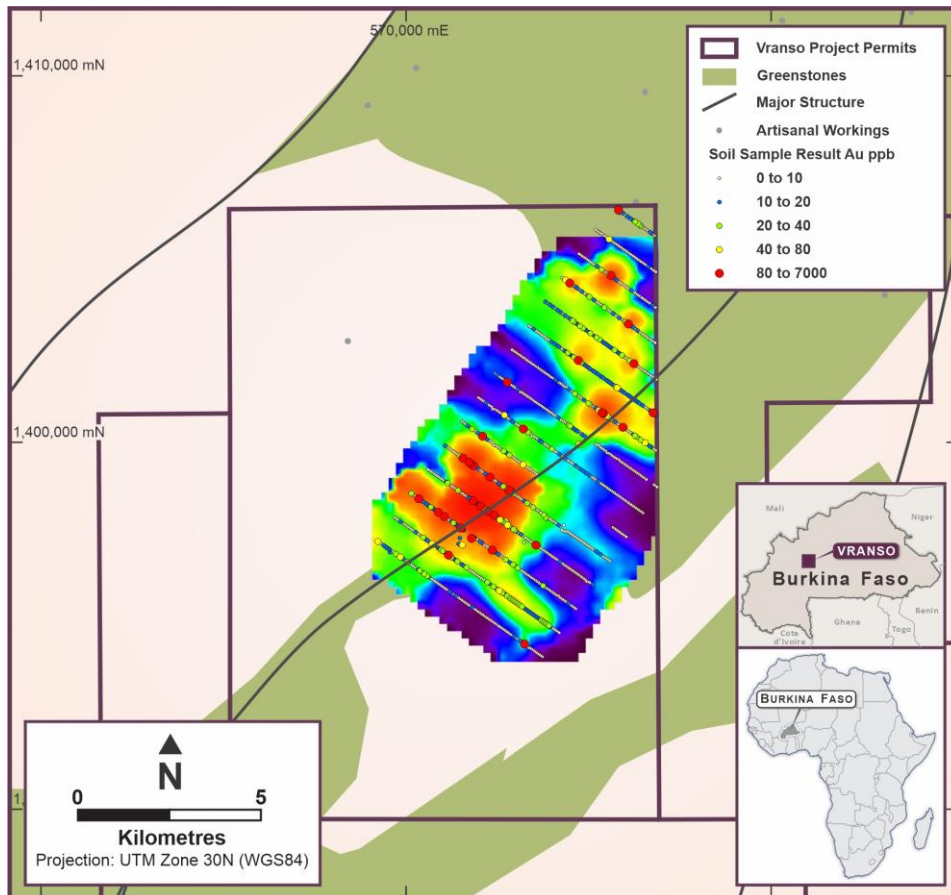 570,000 mE
1,410,000 mN
1,400,000 mN
Vranso Project Permits
Greenstones
Major Structure
Artisanal Workings
Soil Sample Result Au ppb
0 to 10
10 to 20
20 to 40
40 to 80
80 to 7000
Mali
Niger
VRANSO
Burkina Faso
Benin
Ghana
Togo
Cote
d'Ivoire
BURKINA FASO
N
0 5
Kilometres
Projection: UTM Zone 30N (WGS84)